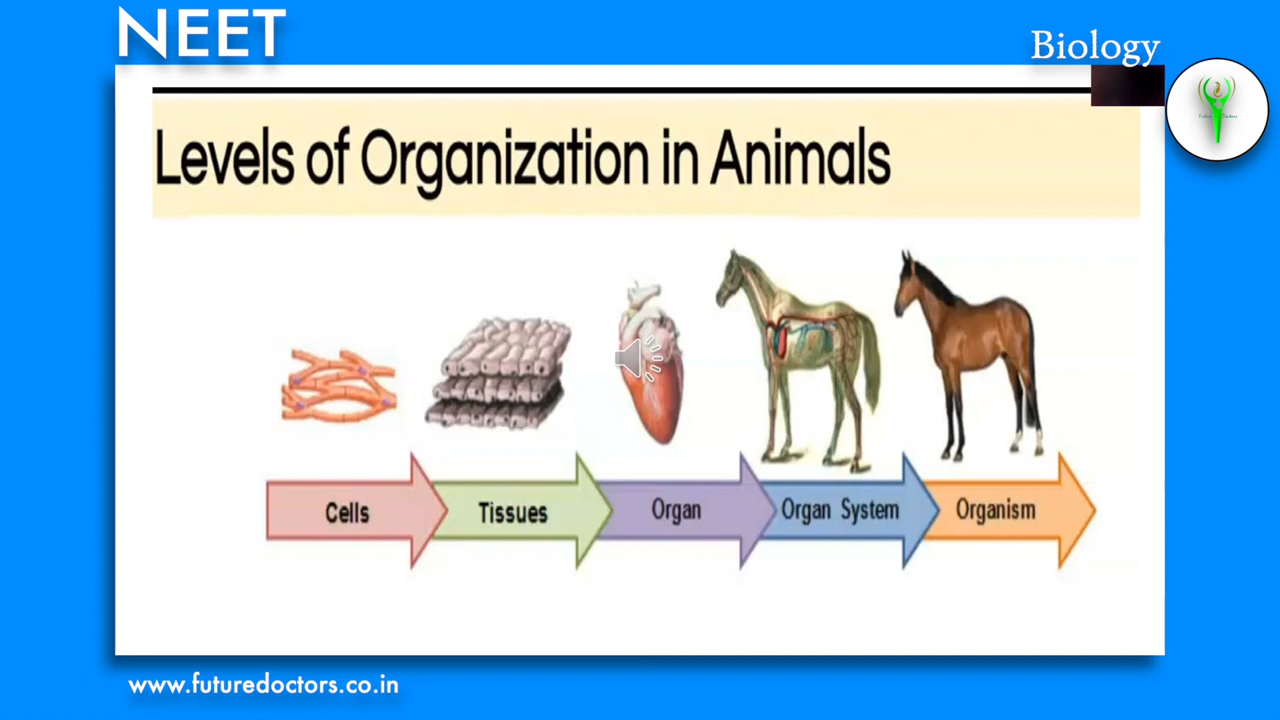 NEET
Biology
Levels of Organization in Animals
Cells
Tissues
Organ
Organ System
Organism
www.futuredoctors.co.in